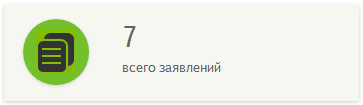 7
всего заявлений